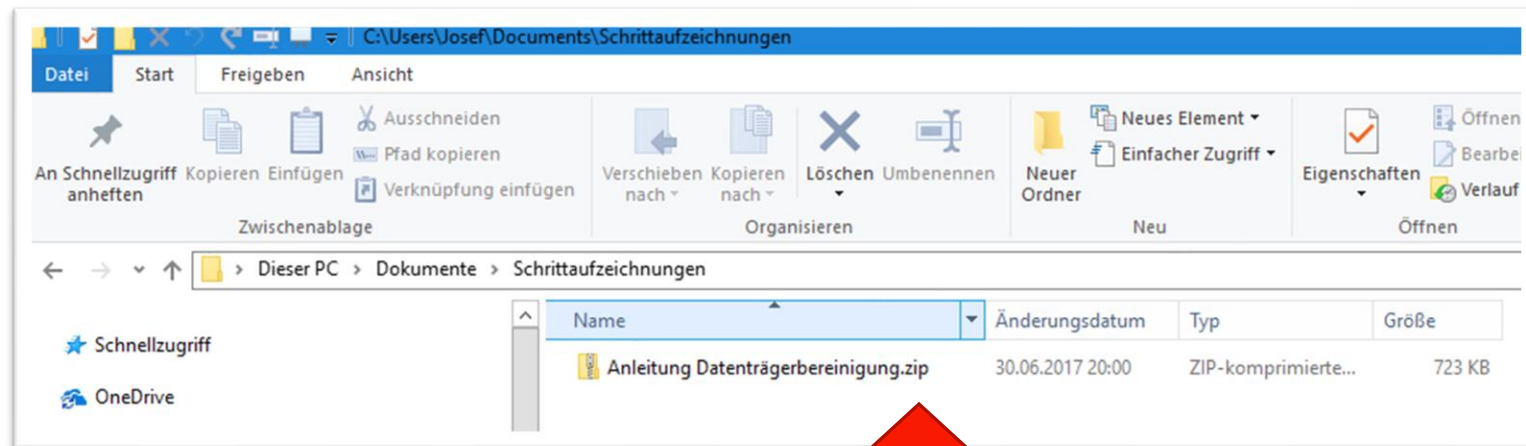 C:\Users\Josef\Documents\Schrittaufzeichnungen
Datei Start Freigeben Ansicht
An Schnellzugriff anheften
Kopieren
Einfügen
Ausschneiden
Pfad kopieren
Verknüpfung einfügen
Zwischenablage
Verschieben nach
Kopieren nach
Löschen
Umbenennen
Organisieren
Neuer Ordner
Neues Element
Einfacher Zugriff
Neu
Eigenschaften
Öffnen
Bearbei
Verlauf
Öffnen
Dieser PC > Dokumente > Schrittaufzeichnungen
Schnellzugriff
OneDrive
Name Änderungsdatum Typ Größe
Anleitung Datenträgerbereinigung.zip 30.06.2017 20:00 ZIP-komprimierte... 723 KB